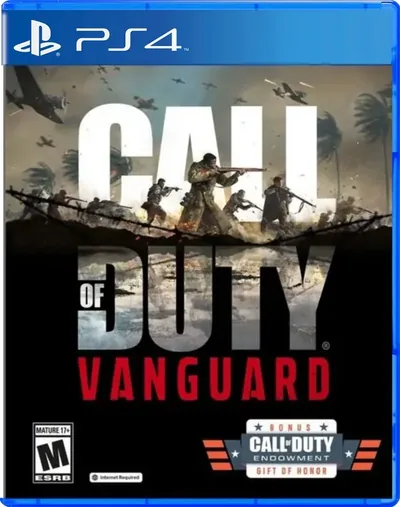 PS4
CALL
OF DUTY®
VANGUARD
MATURE 17+
M
ESRB
Internet Required
BONUS
CALL OF DUTY
ENDOWMENT
GIFT OF HONOR